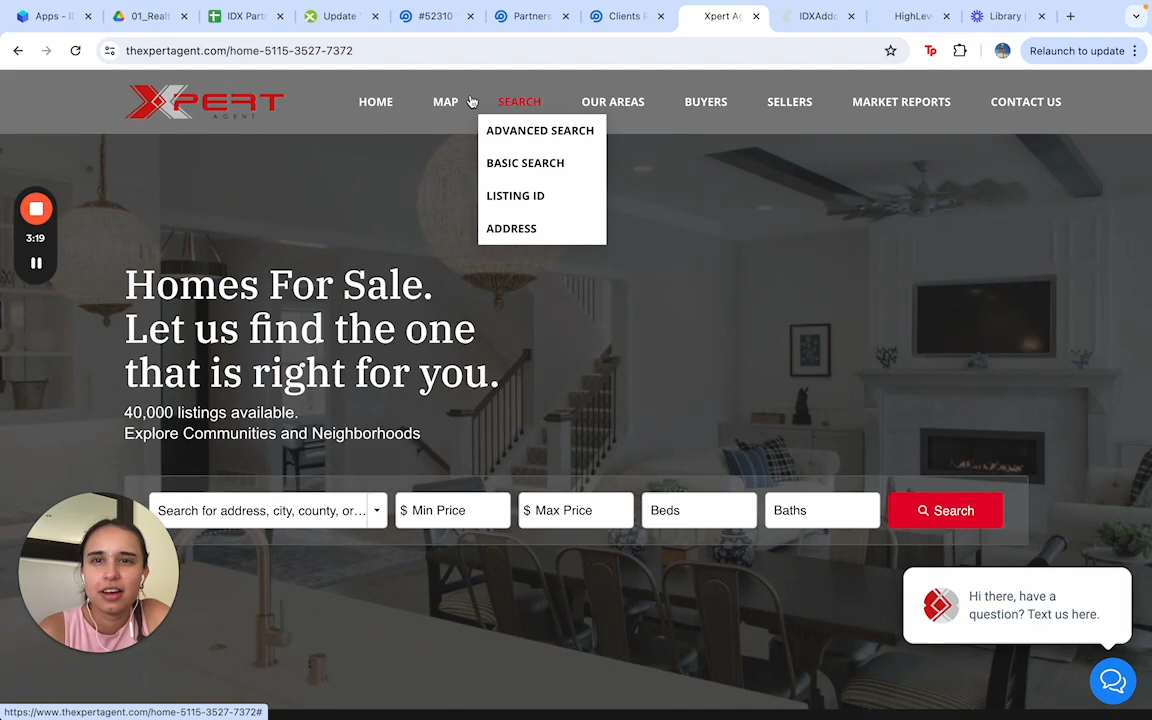 Apps – I
01_Realt
IDX Part
Update
#52310
Partners
Clients
Xpert Ag
IDXAddo
HighLeve
Library
thexpertagent.com/home-5115-3527-7372
Relaunch to update
XPERT
AGENT
HOME
MAP
SEARCH
OUR AREAS
BUYERS
SELLERS
MARKET REPORTS
CONTACT US
ADVANCED SEARCH
BASIC SEARCH
LISTING ID
ADDRESS
3:19
Homes For Sale.
Let us find the one
that is right for you.
40,000 listings available.
Explore Communities and Neighborhoods
Search for address, city, county, or...
$ Min Price
$ Max Price
Beds
Baths
Search
Hi there, have a
question? Text us here.
https://www.thexpertagent.com/home-5115-3527-7372#